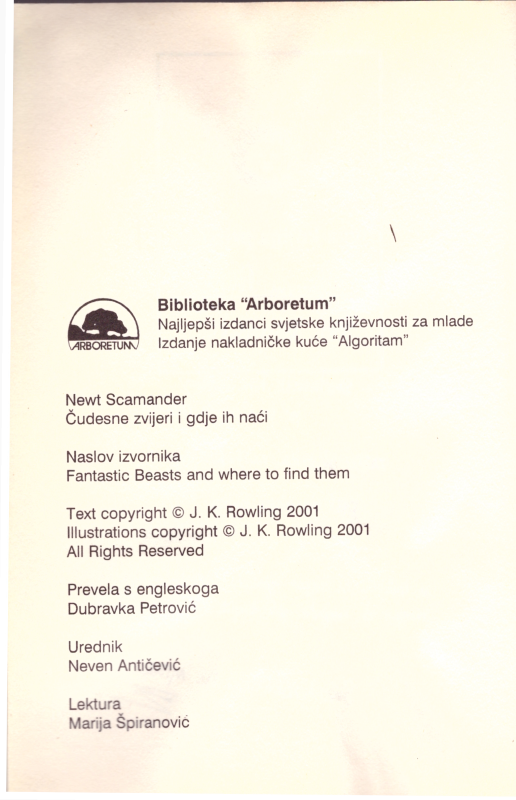 Biblioteka “Arboretum”
Najljepši izdanci svjetske književnosti za mlade
Izdanje nakladničke kuće “Algoritam”
ARBORETUM
Newt Scamander
Čudesne zvijeri i gdje ih naći
Naslov izvornika
Fantastic Beasts and where to find them
Text copyright © J. K. Rowling 2001
Illustrations copyright © J. K. Rowling 2001
All Rights Reserved
Prevela s engleskoga
Dubravka Petrović
Urednik
Neven Antičević
Lektura
Marija Špiranović